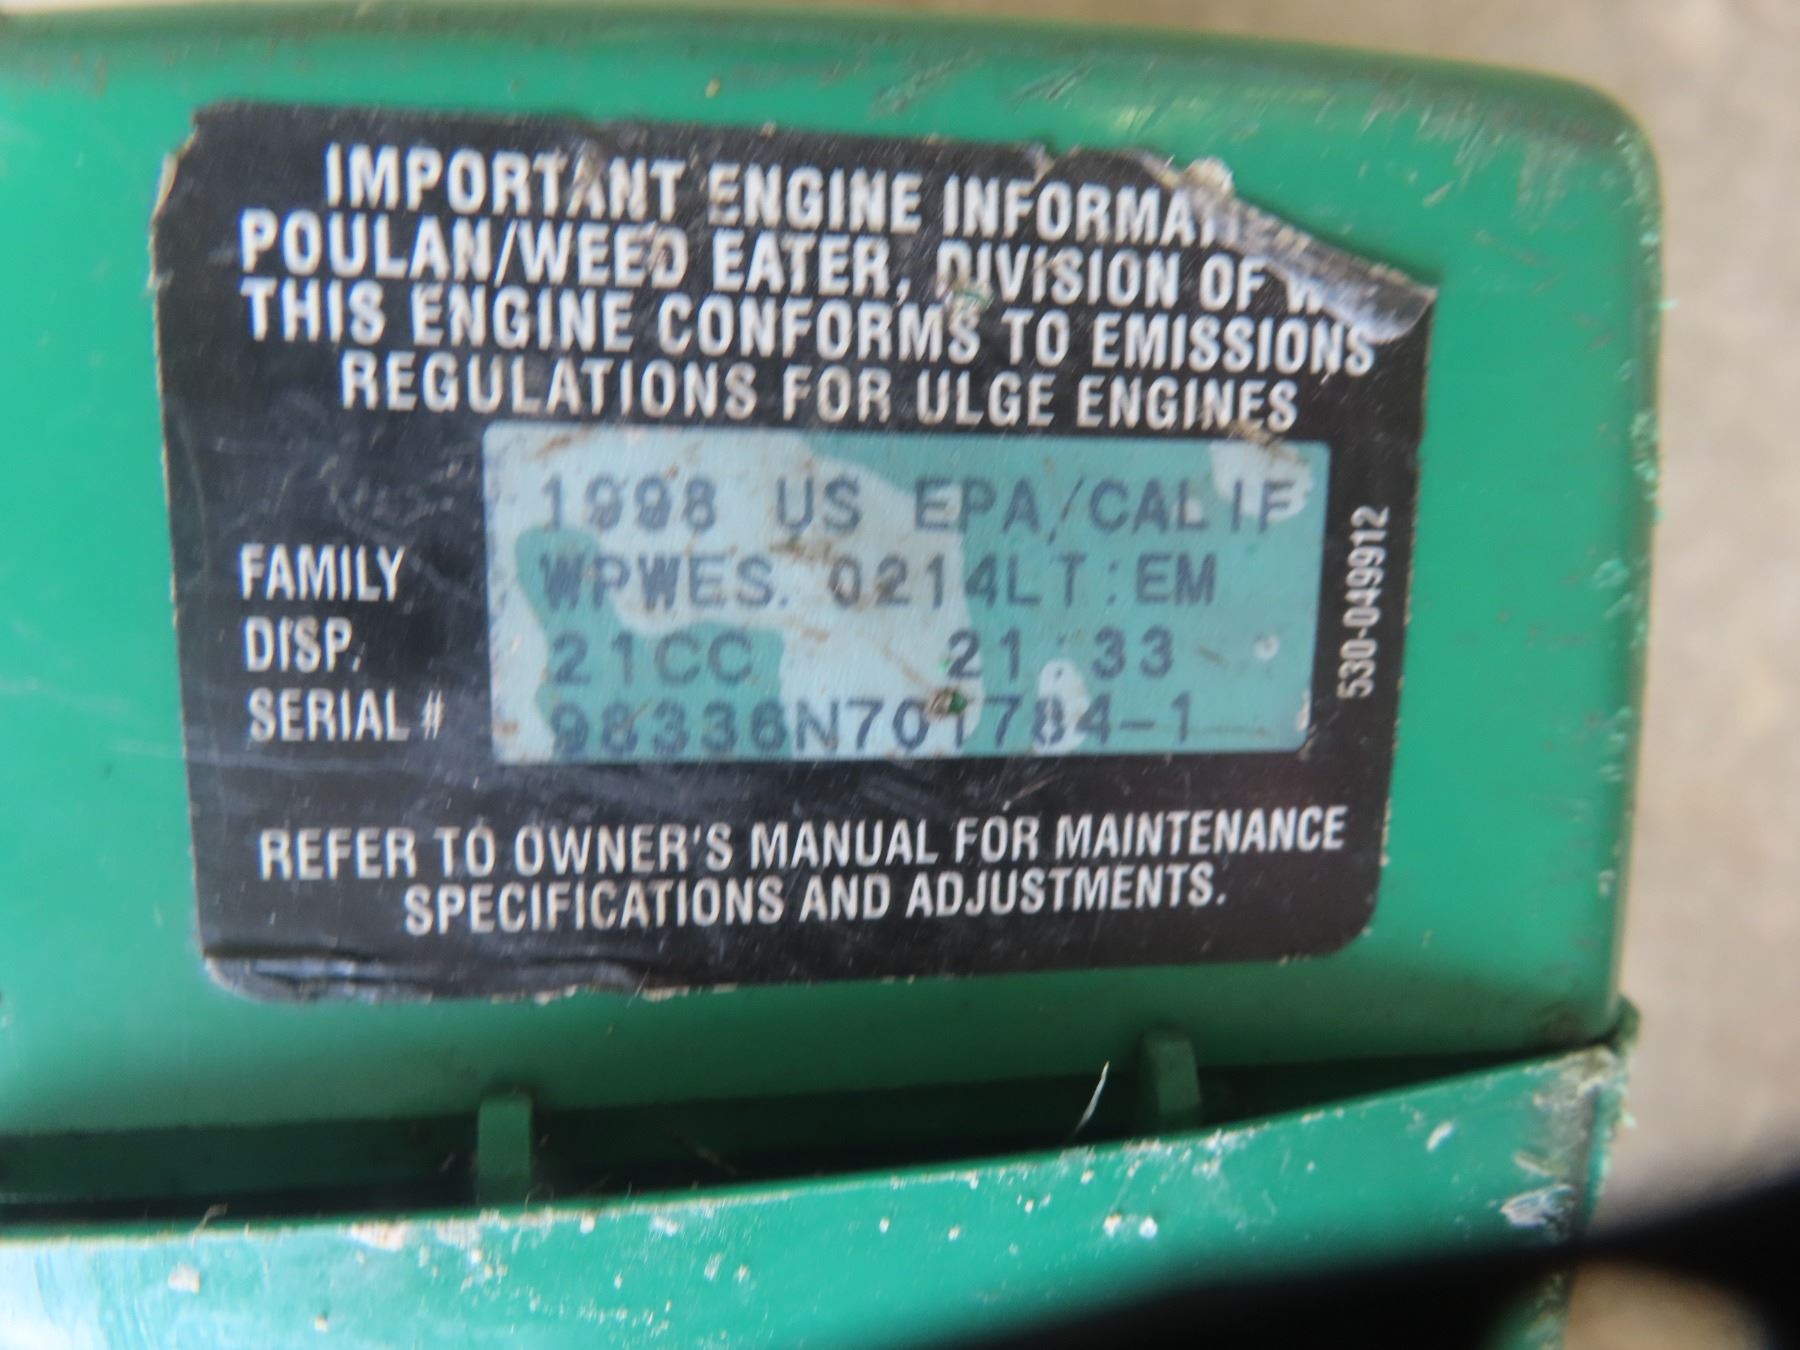 IMPORTANT ENGINE
POULAN/WEED EATER, DIVISION OF
THIS ENGINE CONFORMS TO EMISSIONS
REGULATIONS FOR ULGE ENGINES
1998 US EPA/CALIF
FAMILY WPWES. 0214LT:EM
DISP. 21CC 21:33
SERIAL # 98336N701784-1
530-049912
REFER TO OWNER'S MANUAL FOR MAINTENANCE
SPECIFICATIONS AND ADJUSTMENTS.